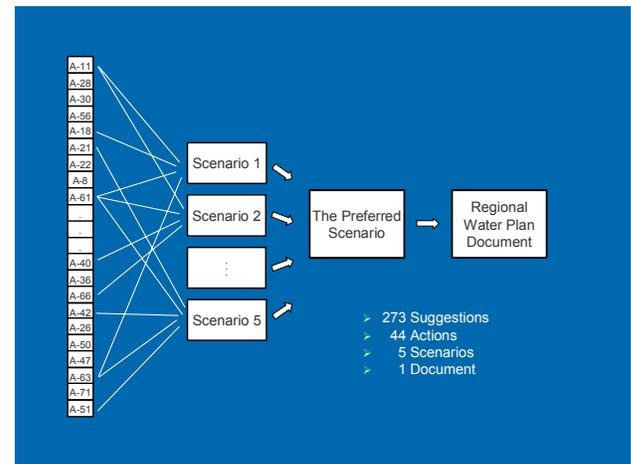 A-11
A-28
A-30
A-56
A-18
A-21
A-22
A-8
A-61
.
.
.
A-40
A-36
A-66
A-42
A-26
A-50
A-47
A-63
A-71
A-51
Scenario 1
Scenario 2
⋮
Scenario 5
The Preferred
Scenario
Regional
Water Plan
Document
➢ 273 Suggestions
➢ 44 Actions
➢ 5 Scenarios
➢ 1 Document